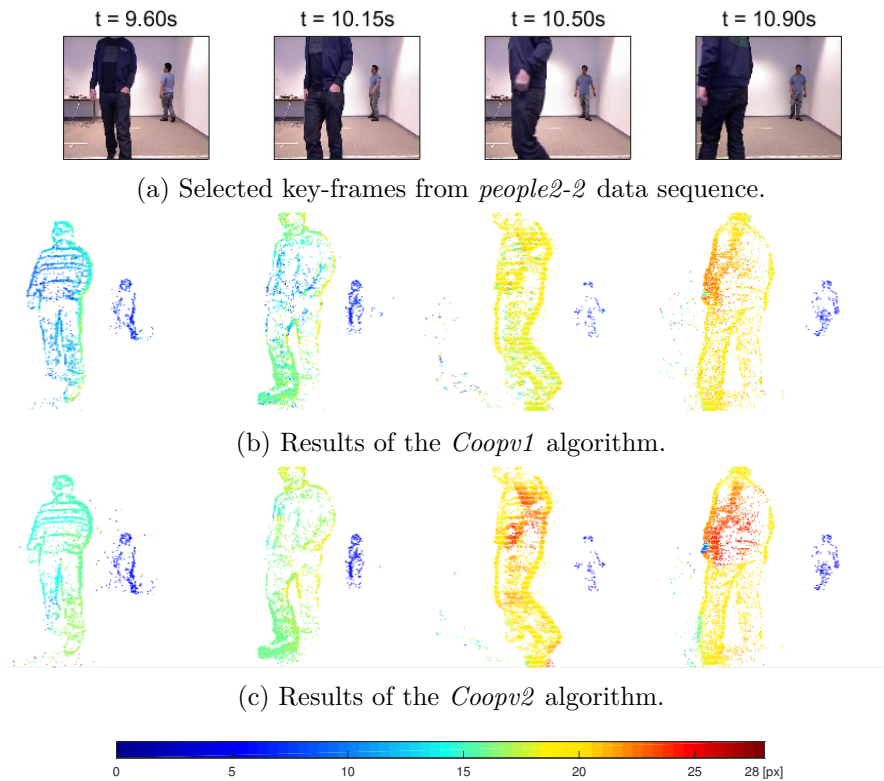 t = 9.60s t = 10.15s t = 10.50s t = 10.90s
(a) Selected key-frames from people2-2 data sequence.
(b) Results of the Coopv1 algorithm.
(c) Results of the Coopv2 algorithm.
0 5 10 15 20 25 28 [px]